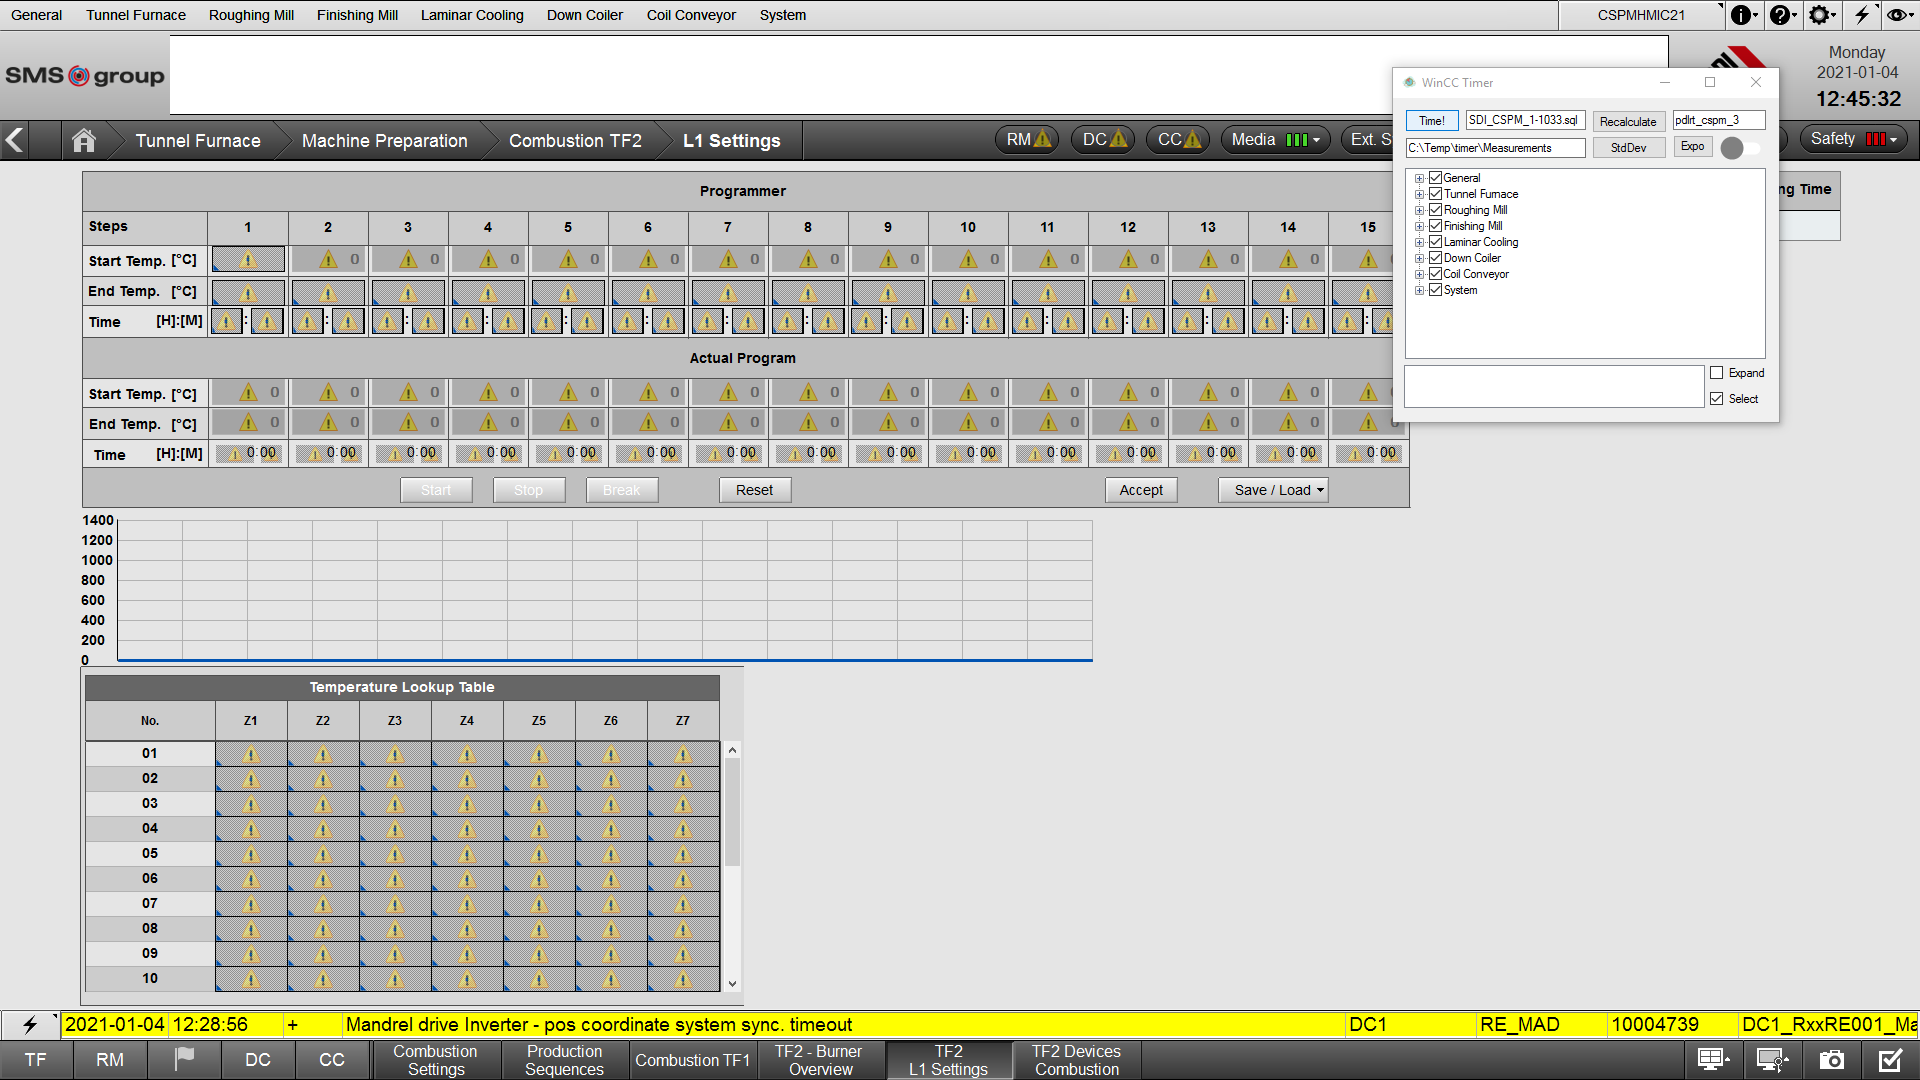 General Tunnel Furnace Roughing Mill Finishing Mill Laminar Cooling Down Coiler Coil Conveyor System CSPMHMIC21
SMS group
Monday
2021-01-04
12:45:32
Tunnel Furnace Machine Preparation Combustion TF2 L1 Settings RM DC CC Media Ext. S Safety
WinCC Timer
Time! SDI_CSPM_1-1033.sql Recalculate pdlrt_cspm_3
C:\Temp\timer\Measurements StdDev Expo
General
Tunnel Furnace
Roughing Mill
Finishing Mill
Laminar Cooling
Down Coiler
Coil Conveyor
System
Expand
Select
ng Time
Programmer
Steps 1 2 3 4 5 6 7 8 9 10 11 12 13 14 15
Start Temp. [°C] 0 0 0 0 0 0 0 0 0 0 0 0 0 0
End Temp. [°C]
Time [H]:[M] : : : : : : : : : : : : : : :
Actual Program
Start Temp. [°C] 0 0 0 0 0 0 0 0 0 0 0 0 0 0 0
End Temp. [°C] 0 0 0 0 0 0 0 0 0 0 0 0 0 0 0
Time [H]:[M] 0:00 0:00 0:00 0:00 0:00 0:00 0:00 0:00 0:00 0:00 0:00 0:00 0:00 0:00 0:00
Start Stop Break Reset Accept Save / Load
1400
1200
1000
800
600
400
200
0
Temperature Lookup Table
No. Z1 Z2 Z3 Z4 Z5 Z6 Z7
01
02
03
04
05
06
07
08
09
10
2021-01-04 12:28:56 + Mandrel drive Inverter - pos coordinate system sync. timeout DC1 RE_MAD 10004739 DC1_RxxRE001_Ma
TF RM DC CC Combustion Settings Production Sequences Combustion TF1 TF2 - Burner Overview TF2 L1 Settings TF2 Devices Combustion